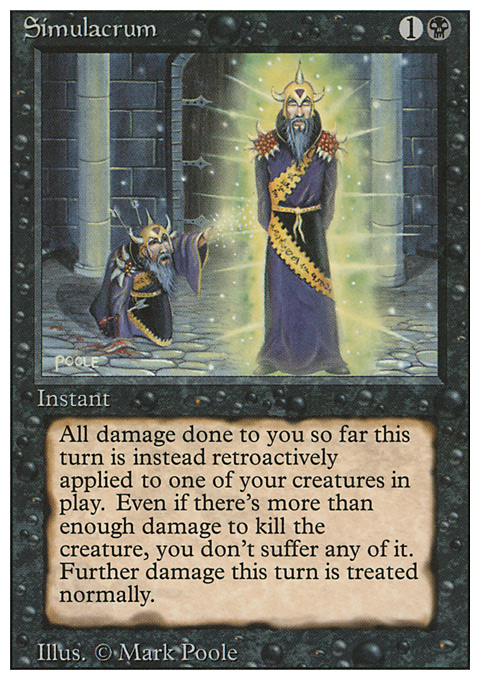 Simulacrum 1
POOLE
Instant
All damage done to you so far this
turn is instead retroactively
applied to one of your creatures in
play. Even if there's more than
enough damage to kill the
creature, you don't suffer any of it.
Further damage this turn is treated
normally.
Illus. © Mark Poole